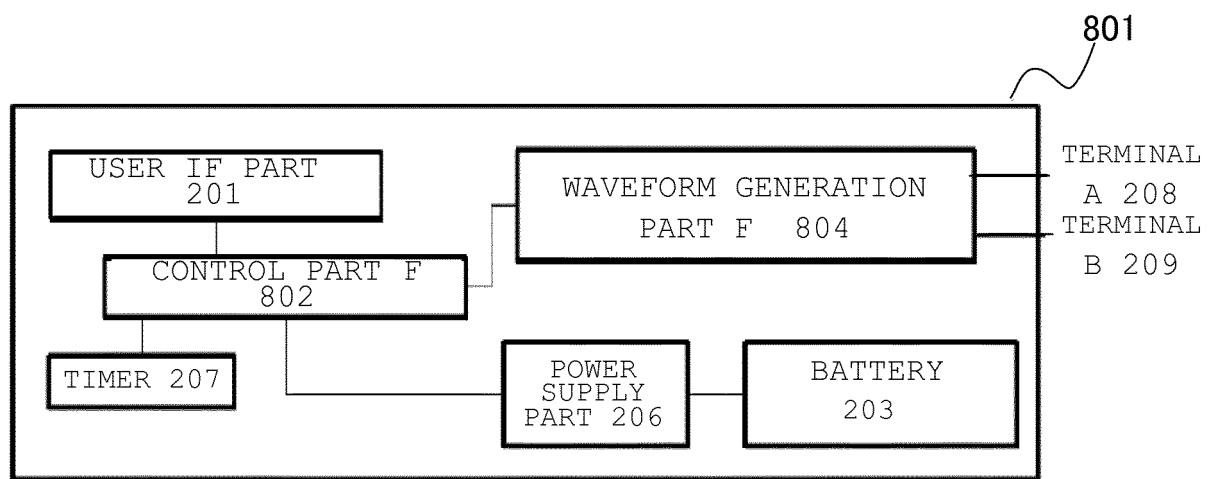 801
USER IF PART
201
WAVEFORM GENERATION
PART F 804
TERMINAL
A 208
TERMINAL
B 209
CONTROL PART F
802
TIMER 207
POWER
SUPPLY
PART 206
BATTERY
203